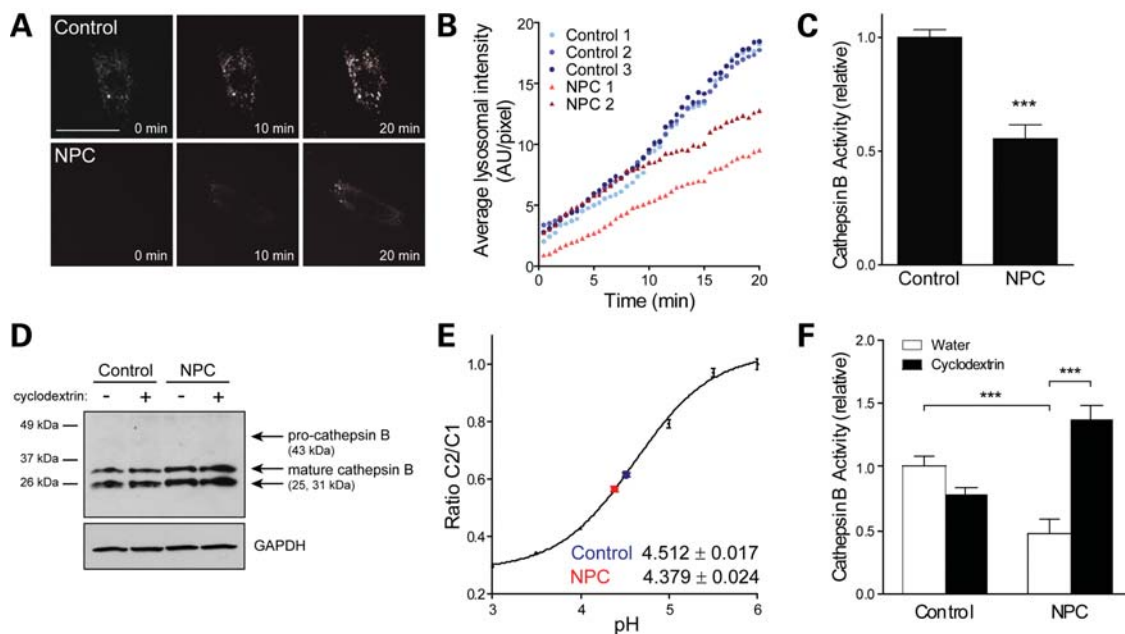 A
Control
0 min
10 min
20 min
NPC
0 min
10 min
20 min
B
Average lysosomal intensity
(AU/pixel)
20
15
10
5
0
Control 1
Control 2
Control 3
NPC 1
NPC 2
0 5 10 15 20
Time (min)
C
Cathepsin B Activity (relative)
1.0
0.5
0.0
***
Control NPC
D
Control NPC
cyclodextrin: - + - +
49 kDa
37 kDa
26 kDa
pro-cathepsin B
(43 kDa)
mature cathepsin B
(25, 31 kDa)
GAPDH
E
Ratio C2/C1
1.0
0.8
0.6
0.4
0.2
Control 4.512 ± 0.017
NPC 4.379 ± 0.024
3 4 5 6
pH
F
Cathepsin B Activity (relative)
2.0
1.5
1.0
0.5
0.0
Water
Cyclodextrin
***
***
Control NPC